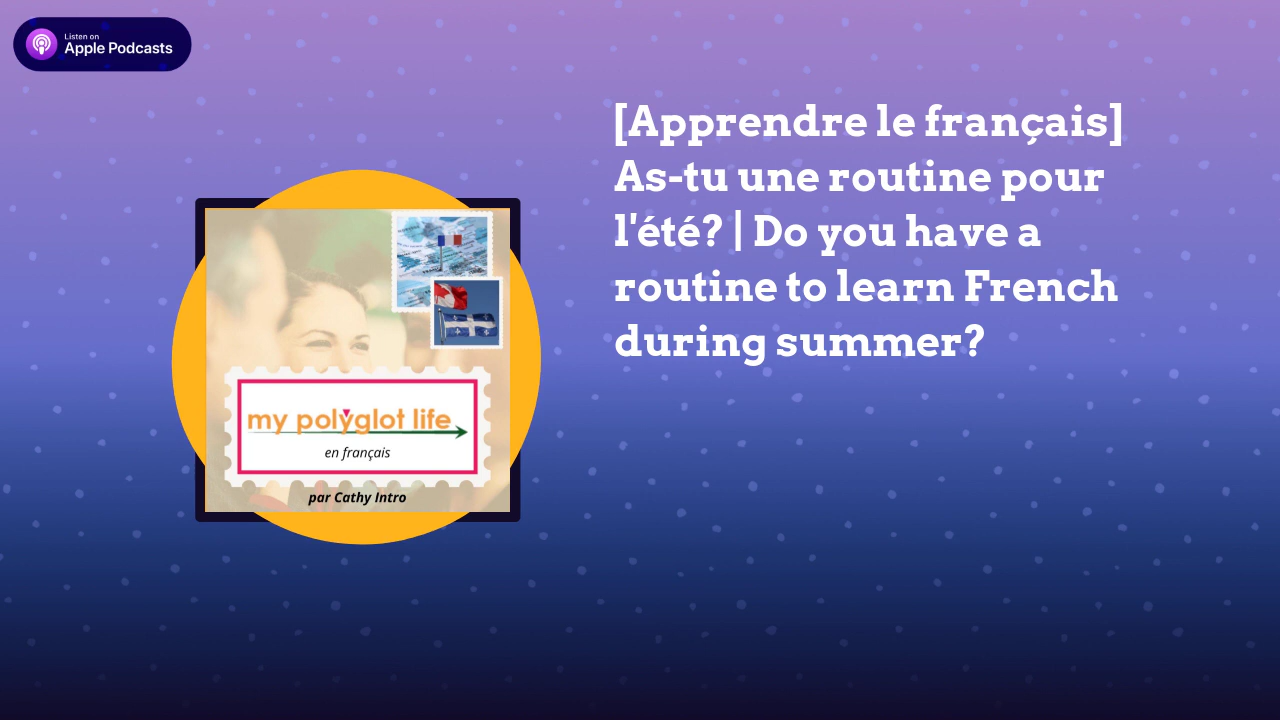 Listen on
Apple Podcasts
[Apprendre le français]
As-tu une routine pour
l'été? | Do you have a
routine to learn French
during summer?
my polyglot life
en français
par Cathy Intro